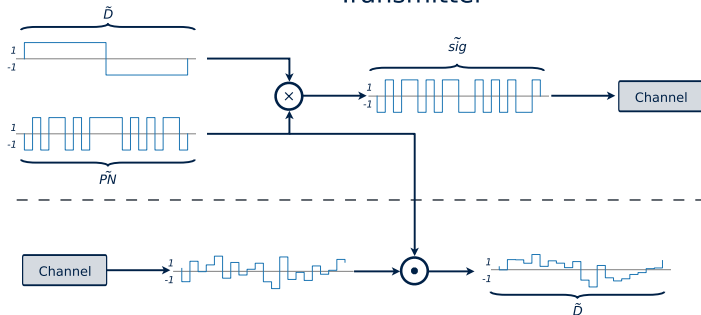 Transmitter
D̃
1
-1
1
-1
P̃N
×
s̃ig
1
-1
Channel
Channel
1
-1
1
-1
D̃